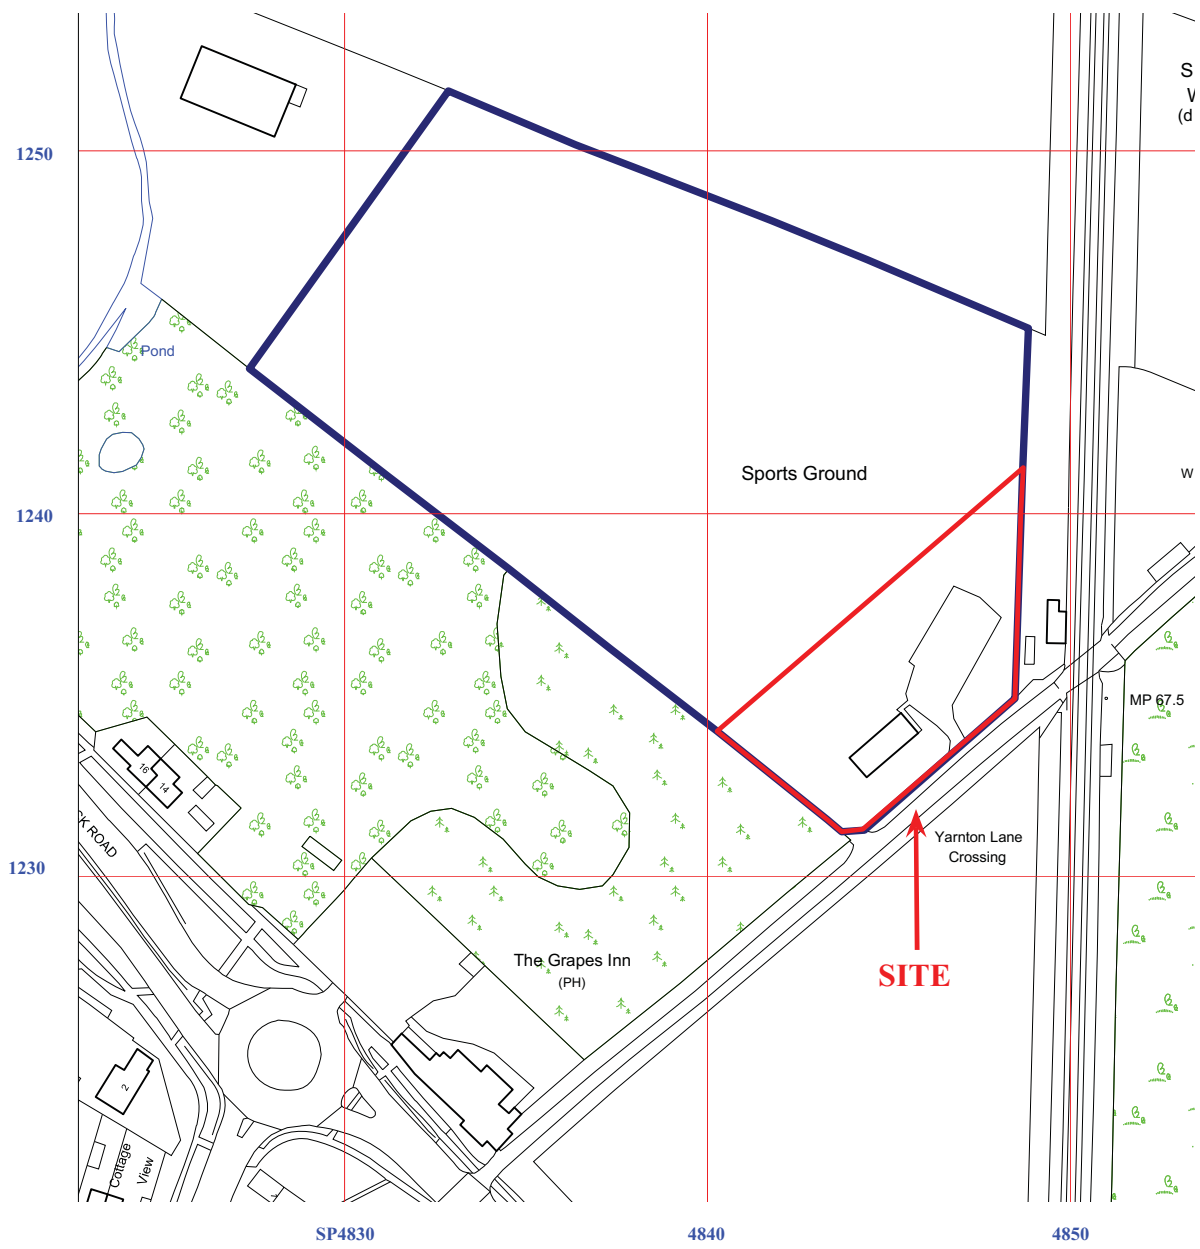 S
(d
1250
Pond
Sports Ground
W
1240
MP 67.5
16
14
Yarnton Lane
Crossing
ROAD
1230
The Grapes Inn
(PH)
SITE
2
Cottage
View
SP4830
4840
4850